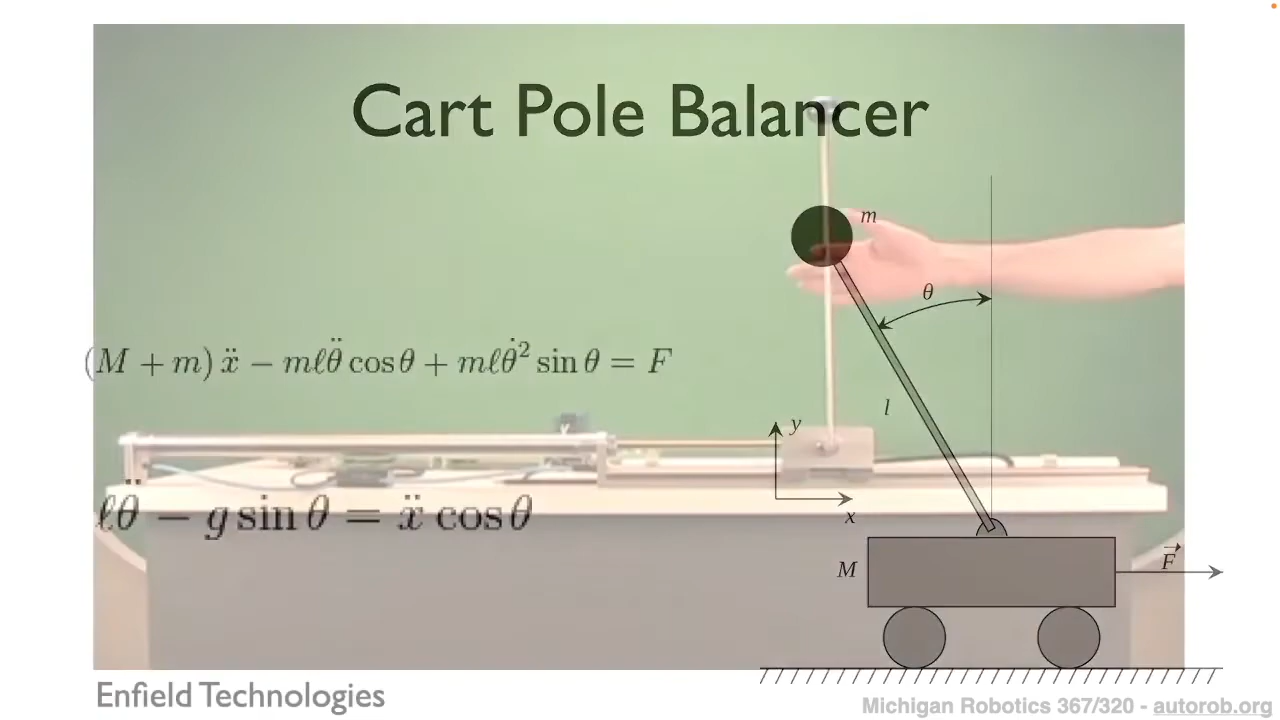 Cart Pole Balancer
m
θ
(M + m) ẍ − mℓθ̈ cos θ + mℓθ̇² sin θ = F
l
y
ℓθ̈ − g sin θ = ẍ cos θ
x
M
F⃗
Enfield Technologies
Michigan Robotics 367/320 - autorob.org